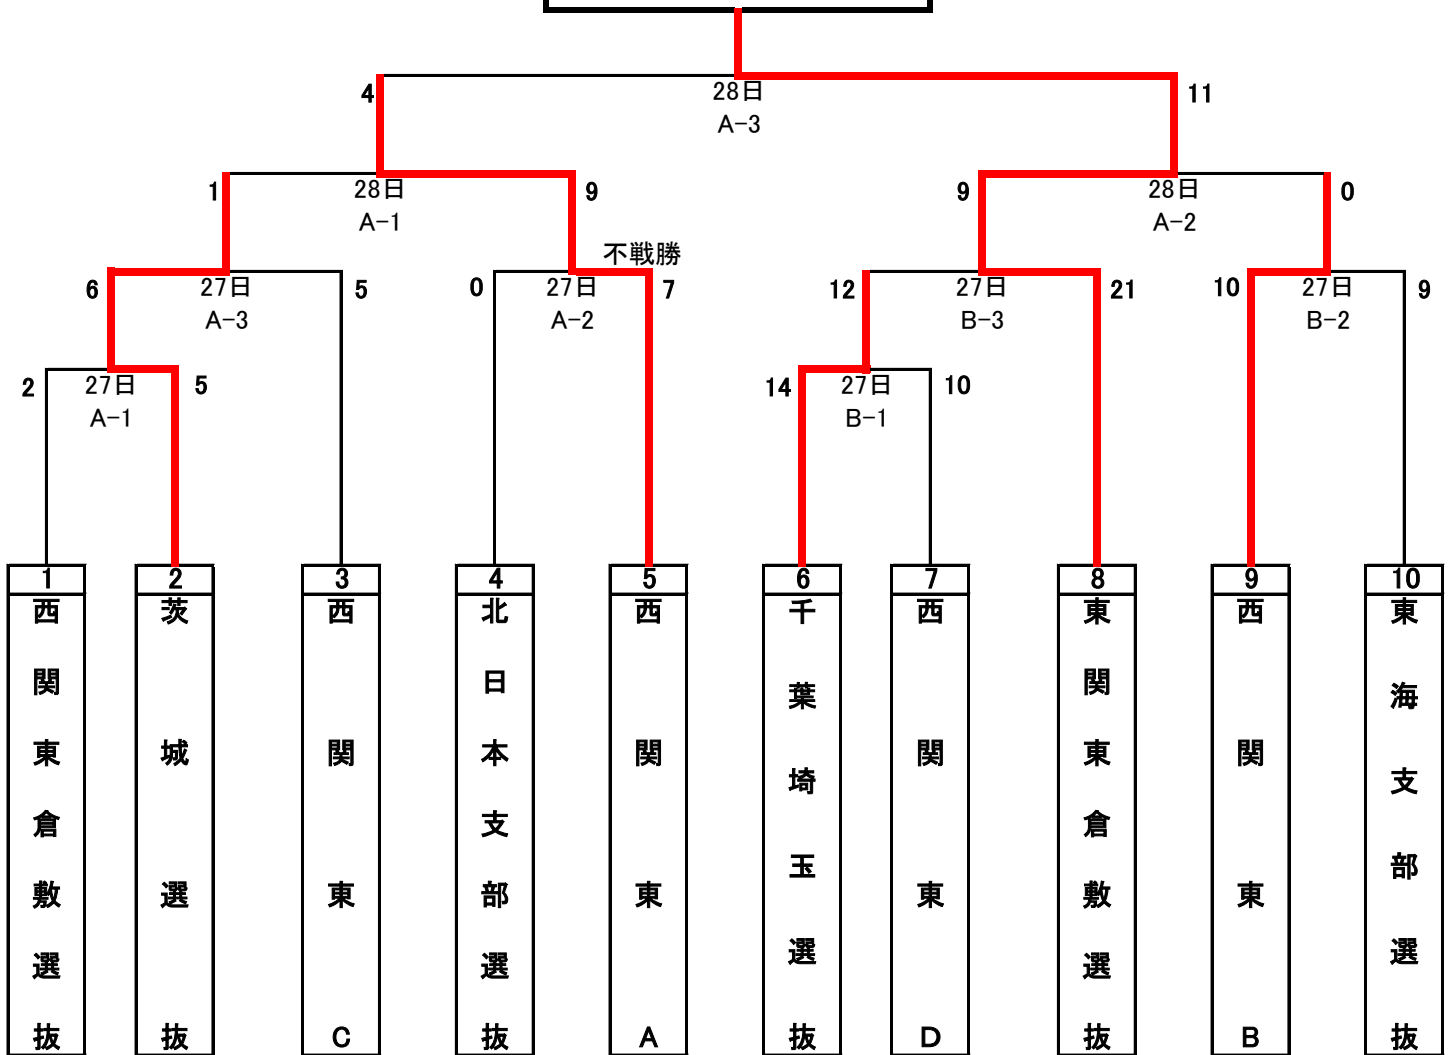 4
28日
A-3
11
1
28日
A-1
9
9
28日
A-2
0
不戦勝
6
27日
A-3
5
0
27日
A-2
7
12
27日
B-3
21
10
27日
B-2
9
2
27日
A-1
5
14
27日
B-1
10
1
西関東倉敷選抜
2
茨城選抜
3
西関東C
4
北日本支部選抜
5
西関東A
6
千葉埼玉選抜
7
西関東D
8
東関東倉敷選抜
9
西関東B
10
東海支部選抜